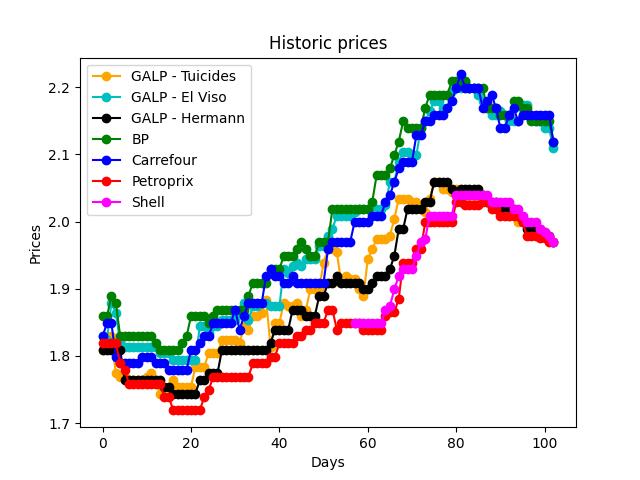 Historic prices
GALP - Tuicides
GALP - El Viso
GALP - Hermann
BP
Carrefour
Petroprix
Shell
Prices
2.2
2.1
2.0
1.9
1.8
1.7
0 20 40 60 80 100
Days